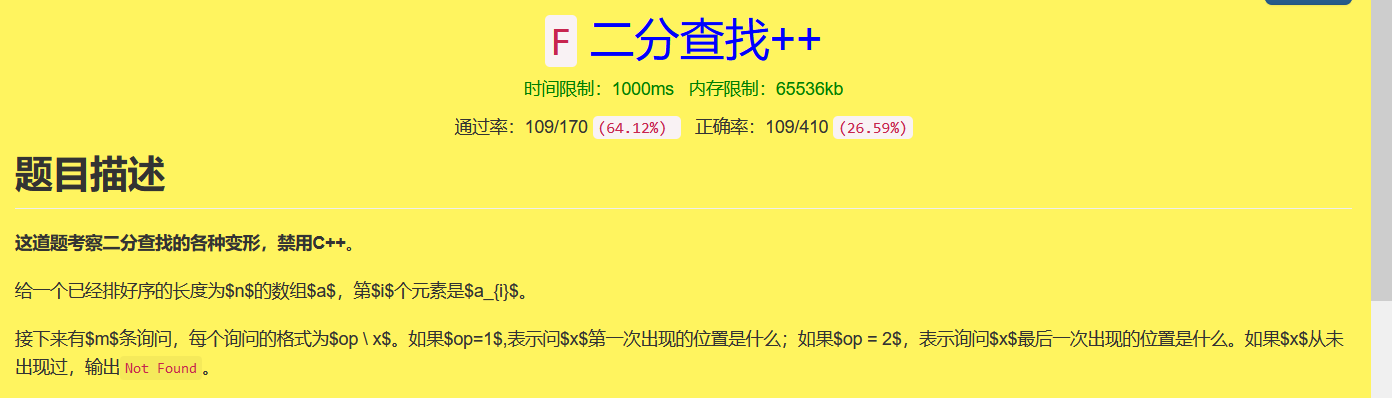 F 二分查找++
时间限制：1000ms 内存限制：65536kb
通过率：109/170 (64.12%) 正确率：109/410 (26.59%)
题目描述
这道题考察二分查找的各种变形，禁用C++。
给一个已经排好序的长度为$n$的数组$a$，第$i$个元素是$a_{i}$。
接下来有$m$条询问，每个询问的格式为$op \ x$。如果$op=1$,表示问$x$第一次出现的位置是什么；如果$op = 2$，表示询问$x$最后一次出现的位置是什么。如果$x$从未
出现过，输出Not Found。